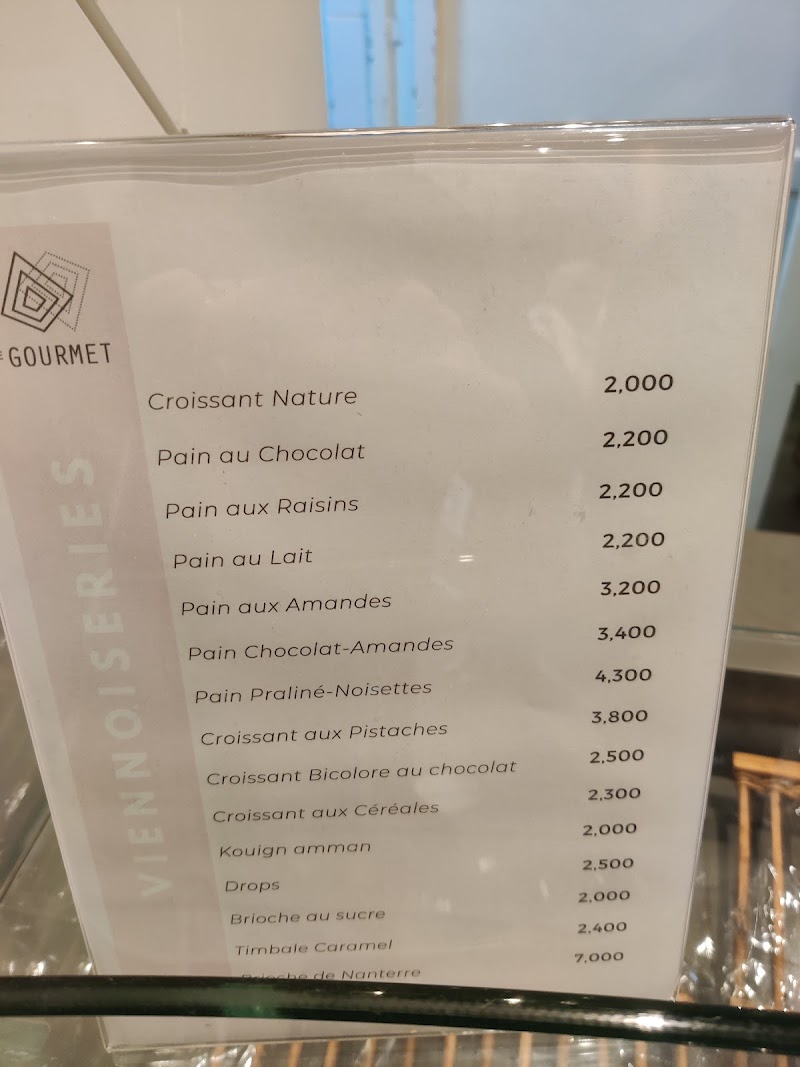 GOURMET
VIENNOISERIES
Croissant Nature 2,000
Pain au Chocolat 2,200
Pain aux Raisins 2,200
Pain au Lait 2,200
Pain aux Amandes 3,200
Pain Chocolat-Amandes 3,400
Pain Praliné-Noisettes 4,300
Croissant aux Pistaches 3,800
Croissant Bicolore au chocolat 2,500
Croissant aux Céréales 2,300
Kouign amman 2,000
Drops 2,500
Brioche au sucre 2,000
Timbale Caramel 2,400
Brioche de Nanterre 7,000